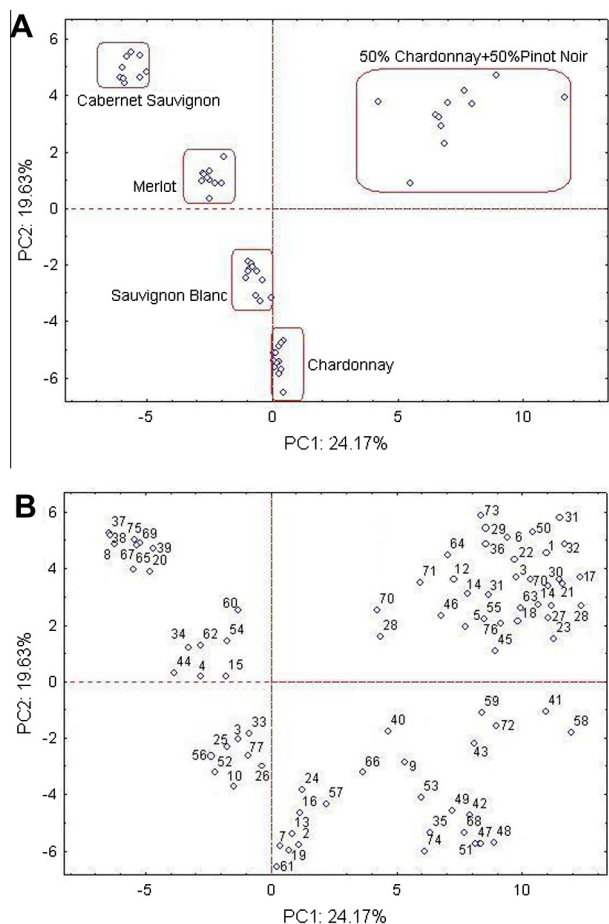 A
6
4
2
0
-2
-4
-6
PC2: 19.63%
50% Chardonnay+50%Pinot Noir
Cabernet Sauvignon
Merlot
Sauvignon Blanc
Chardonnay
-5 0 5 10
PC1: 24.17%
B
6
4
2
0
-2
-4
-6
PC2: 19.63%
37 75 69
38
8 67 65 39
20
60
34 62 54
44 4 15
33
25 3
56 52 77
10 26
24
16 57
13
7 2
19
61
73
29 6 50 31
64 36 22 1 32
71 12 3 70 30 17
14 31 63 14 21
70 46 5 55 18 27 28
28 76 45 23
59 41
40 72 58
43
66 9
53
49 42
35 68
74 51 47 48
-5 0 5 10
PC1: 24.17%